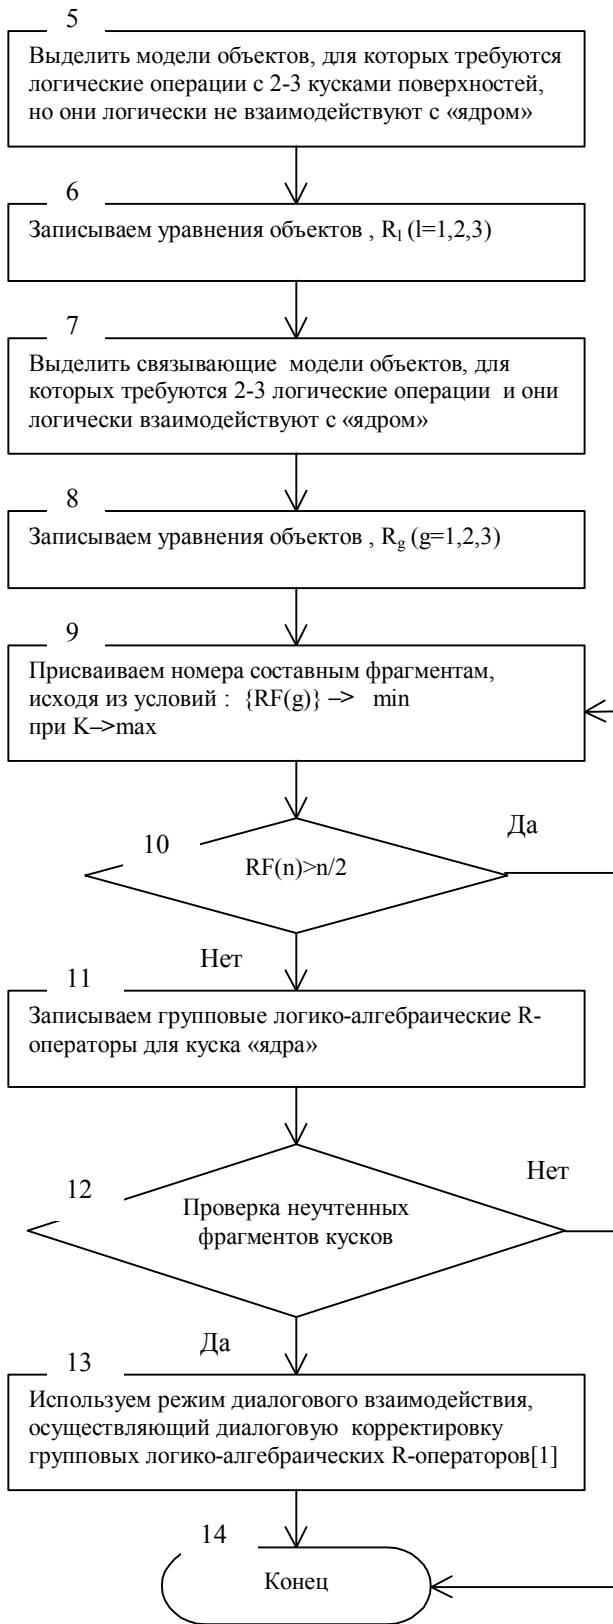 5
Выделить модели объектов, для которых требуются
логические операции с 2-3 кусками поверхностей,
но они логически не взаимодействуют с «ядром»
6
Записываем уравнения объектов , Rl (l=1,2,3)
7
Выделить связывающие модели объектов, для
которых требуются 2-3 логические операции и они
логически взаимодействуют с «ядром»
8
Записываем уравнения объектов , Rg (g=1,2,3)
9
Присваиваем номера составным фрагментам,
исходя из условий : {RF(g)} –> min
при K–>max
10
Да
RF(n)>n/2
Нет
11
Записываем групповые логико-алгебраические R-
операторы для куска «ядра»
12
Нет
Проверка неучтенных
фрагментов кусков
Да
13
Используем режим диалогового взаимодействия,
осуществляющий диалоговую корректировку
групповых логико-алгебраических R-операторов[1]
14
Конец